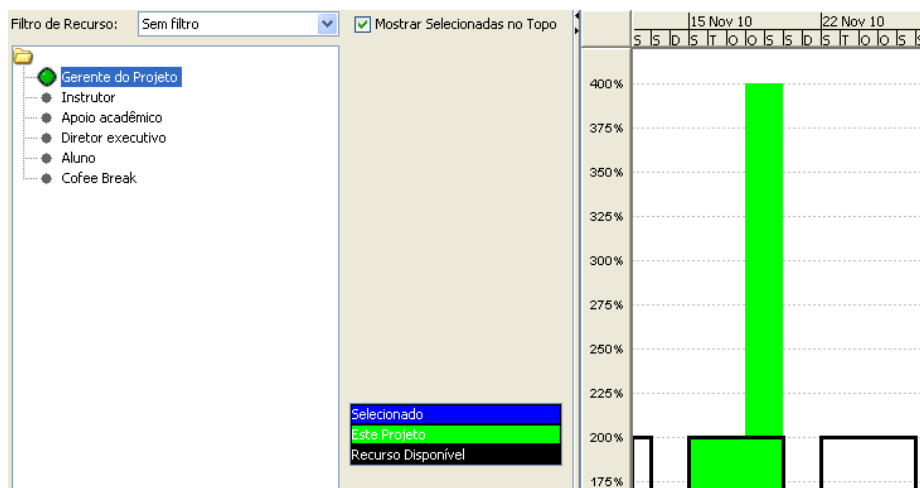 Filtro de Recurso: Sem filtro
Mostrar Selecionadas no Topo
Gerente do Projeto
Instrutor
Apoio acadêmico
Diretor executivo
Aluno
Cofee Break
Selecionado
Este Projeto
Recurso Disponível
15 Nov 10 22 Nov 10
S S D S T O O S S D S T O O S S
400%
375%
350%
325%
300%
275%
250%
225%
200%
175%